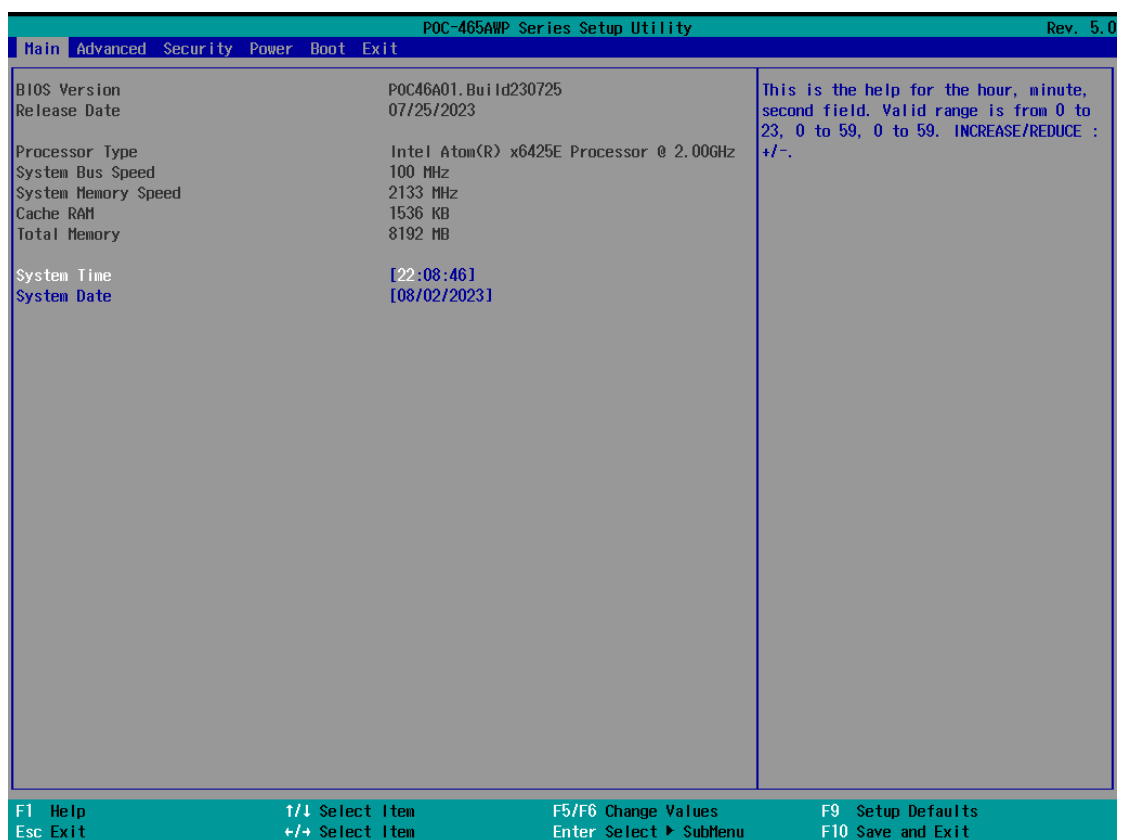 POC-465AWP Series Setup Utility Rev. 5.0
Main Advanced Security Power Boot Exit
BIOS Version POC46A01.Build230725
Release Date 07/25/2023
Processor Type Intel Atom(R) x6425E Processor @ 2.00GHz
System Bus Speed 100 MHz
System Memory Speed 2133 MHz
Cache RAM 1536 KB
Total Memory 8192 MB
System Time [22:08:46]
System Date [08/02/2023]
This is the help for the hour, minute,
second field. Valid range is from 0 to
23, 0 to 59, 0 to 59. INCREASE/REDUCE :
+/-.
F1 Help ↑/↓ Select Item F5/F6 Change Values F9 Setup Defaults
Esc Exit ←/→ Select Item Enter Select ▶ SubMenu F10 Save and Exit